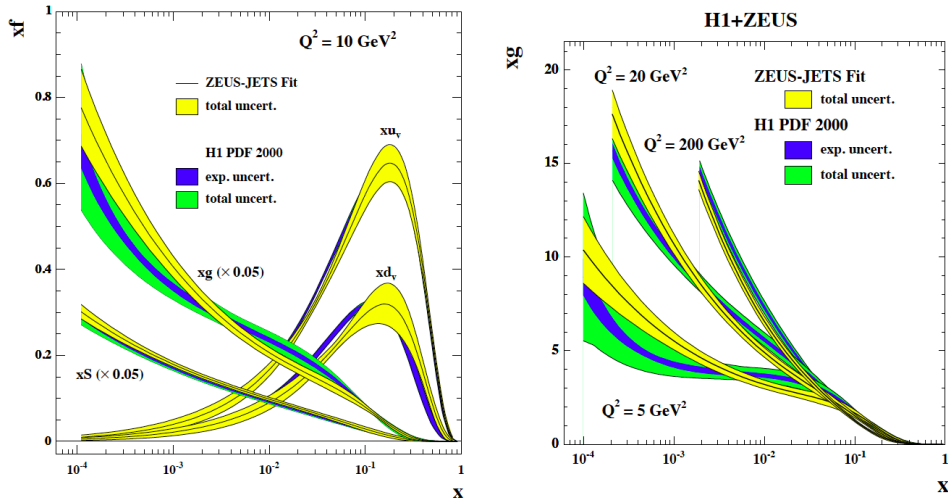 xf
1
0.8
0.6
0.4
0.2
0
Q² = 10 GeV²
ZEUS-JETS Fit
total uncert.
H1 PDF 2000
exp. uncert.
total uncert.
xuᵥ
xdᵥ
xg (× 0.05)
xS (× 0.05)
10⁻⁴ 10⁻³ 10⁻² 10⁻¹ 1
x
H1+ZEUS
xg
20
15
10
5
0
Q² = 20 GeV²
ZEUS-JETS Fit
total uncert.
H1 PDF 2000
exp. uncert.
total uncert.
Q² = 200 GeV²
Q² = 5 GeV²
10⁻⁴ 10⁻³ 10⁻² 10⁻¹ 1
x